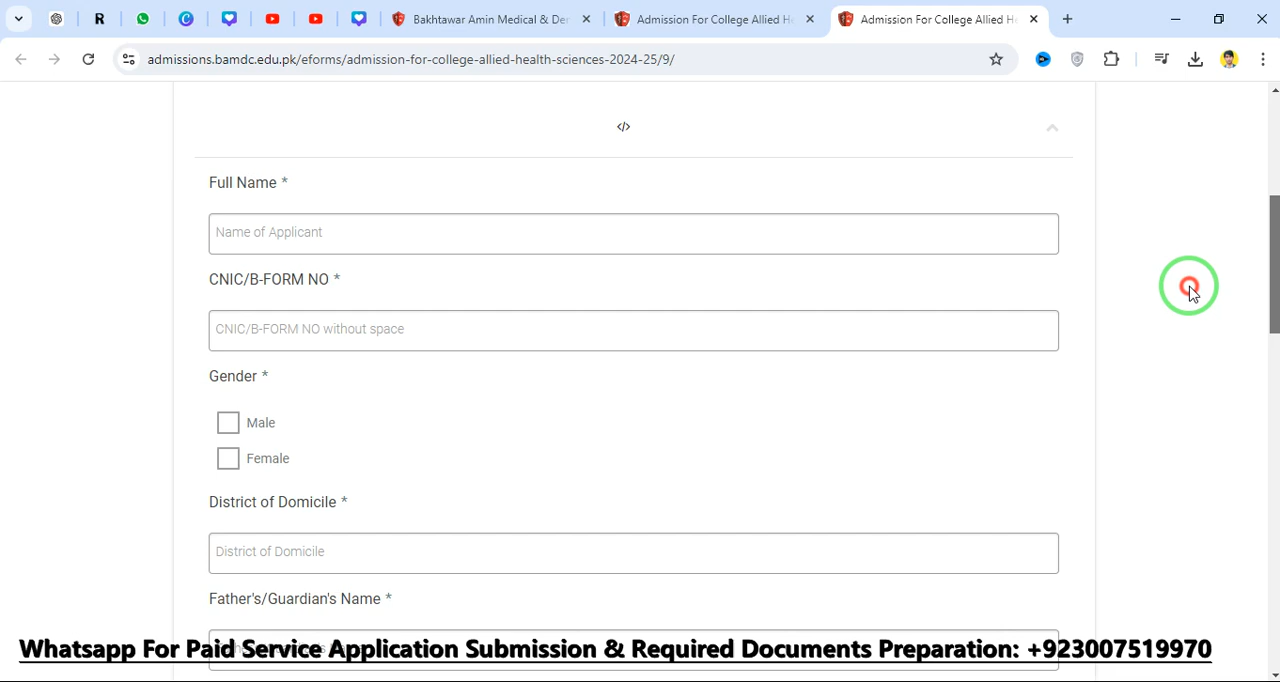 R
Bakhtawar Amin Medical & De
Admission For College Allied H
Admission For College Allied H
admissions.bamdc.edu.pk/eforms/admission-for-college-allied-health-sciences-2024-25/9/
</>
Full Name *
Name of Applicant
CNIC/B-FORM NO *
CNIC/B-FORM NO without space
Gender *
Male
Female
District of Domicile *
District of Domicile
Father's/Guardian's Name *
Whatsapp For Paid Service Application Submission & Required Documents Preparation: +923007519970